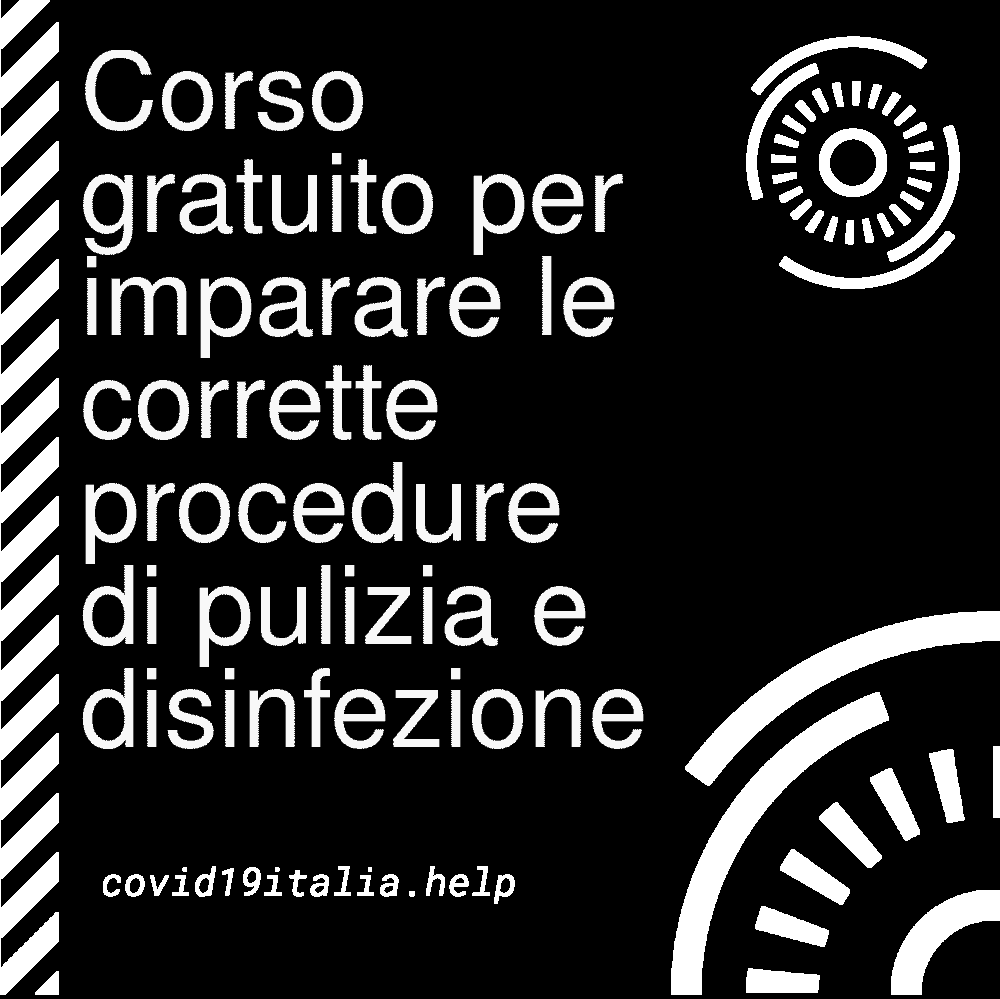 Corso
gratuito per
imparare le
corrette
procedure
di pulizia e
disinfezione
covid19italia.help